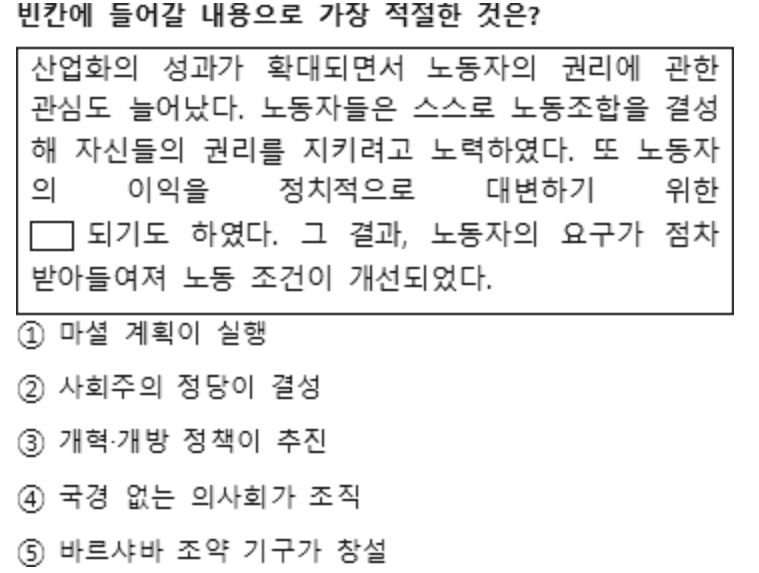 빈칸에 들어갈 내용으로 가장 적절한 것은?
산업화의 성과가 확대되면서 노동자의 권리에 관한
관심도 늘어났다. 노동자들은 스스로 노동조합을 결성
해 자신들의 권리를 지키려고 노력하였다. 또 노동자
의 이익을 정치적으로 대변하기 위한
되기도 하였다. 그 결과, 노동자의 요구가 점차
받아들여져 노동 조건이 개선되었다.
① 마셜 계획이 실행
② 사회주의 정당이 결성
③ 개혁·개방 정책이 추진
④ 국경 없는 의사회가 조직
⑤ 바르샤바 조약 기구가 창설